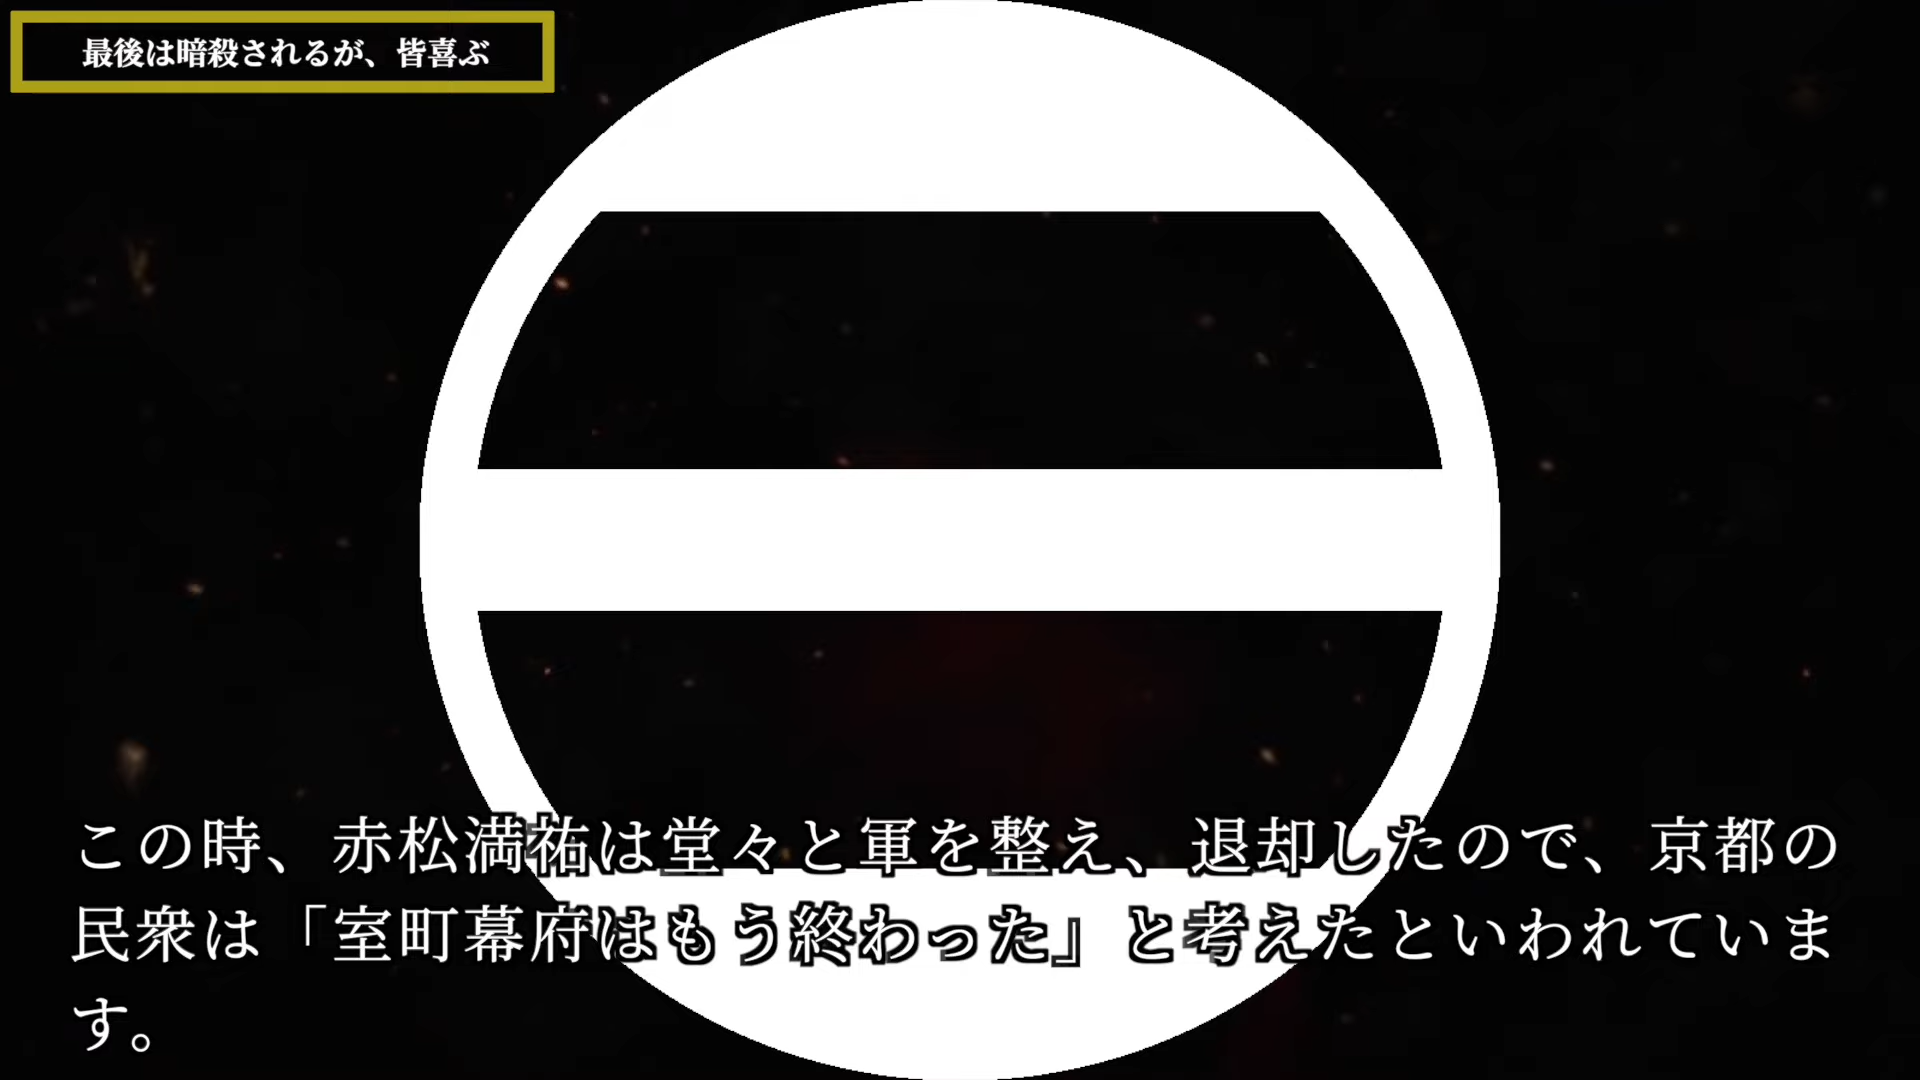 最後は暗殺されるが、皆喜ぶ
この時、赤松満祐は堂々と軍を整え、退却したので、京都の
民衆は「室町幕府はもう終わった」と考えたといわれていま
す。